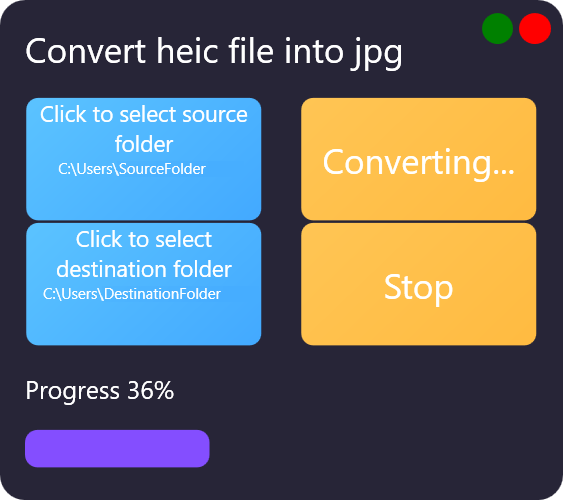 Convert heic file into jpg
Click to select source
folder
C:\Users\SourceFolder
Converting...
Click to select
destination folder
C:\Users\DestinationFolder
Stop
Progress 36%